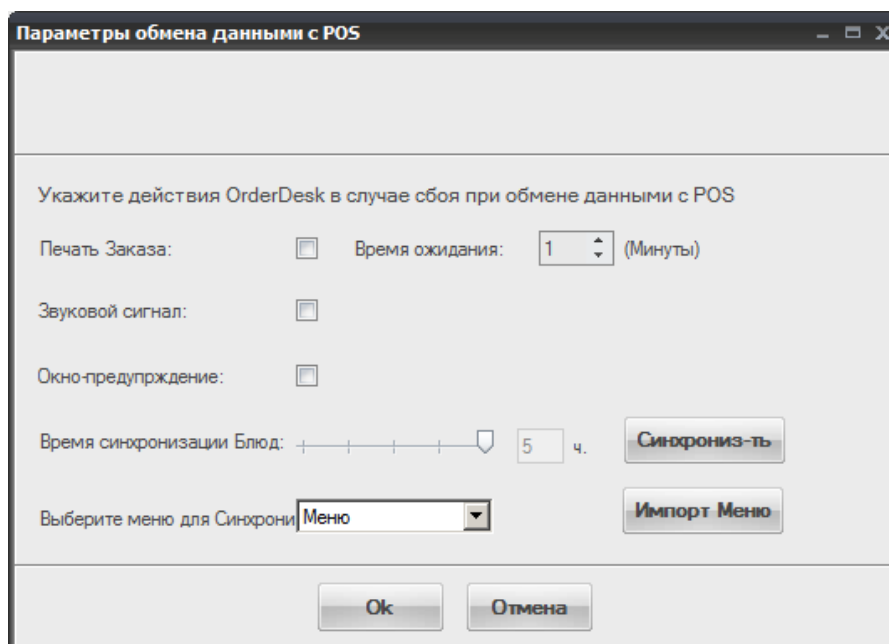 Параметры обмена данными с POS
Укажите действия OrderDesk в случае сбоя при обмене данными с POS
Печать Заказа: Время ожидания: 1 (Минуты)
Звуковой сигнал:
Окно-предупрждение:
Время синхронизации Блюд: 5 ч. Синхрониз-ть
Выберите меню для Синхрони Меню Импорт Меню
Ok Отмена